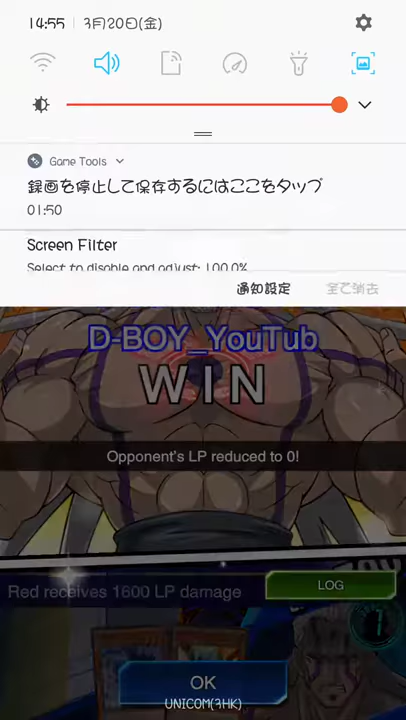 14:55 | 3月20日(金)
Game Tools
録画を停止して保存するにはここをタップ
01:50
Screen Filter
Select to disable and adjust: 100.0%
通知設定 全て消去
D-BOY_YouTub
WIN
Opponent's LP reduced to 0!
Red receives 1600 LP damage
LOG
1
OK
UNICOM(3HK)